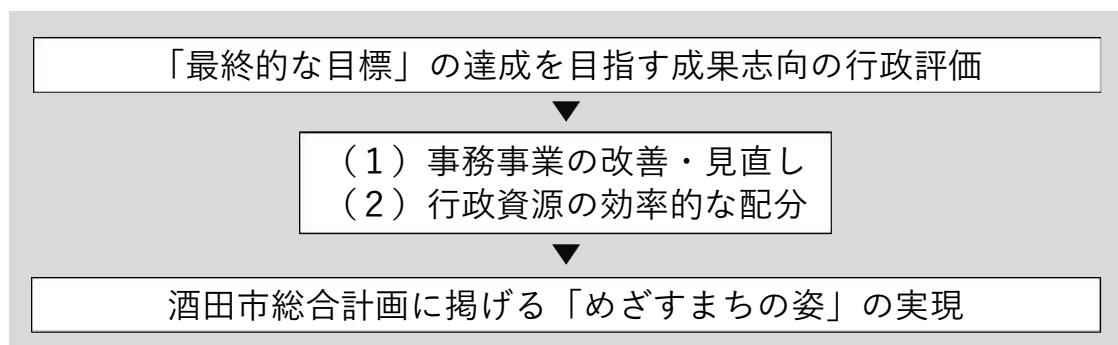 「最終的な目標」の達成を目指す成果志向の行政評価
（１）事務事業の改善・見直し
（２）行政資源の効率的な配分
酒田市総合計画に掲げる「めざすまちの姿」の実現